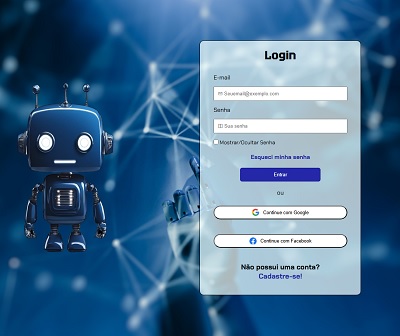 Login
E-mail
Seuemail@exemplo.com
Senha
Sua senha
Mostrar/Ocultar Senha
Esqueci minha senha
Entrar
ou
Continue com Google
Continue com Facebook
Não possui uma conta?
Cadastre-se!